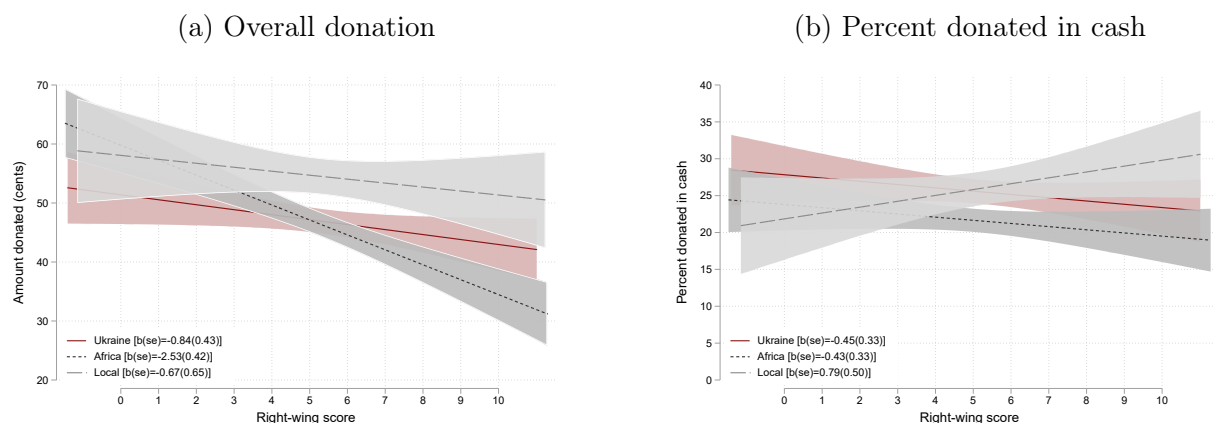 (a) Overall donation
70
60
50
40
30
20
Amount donated (cents)
Ukraine [b(se)=-0.84(0.43)]
Africa [b(se)=-2.53(0.42)]
Local [b(se)=-0.67(0.65)]
0 1 2 3 4 5 6 7 8 9 10
Right-wing score
(b) Percent donated in cash
40
35
30
25
20
15
10
5
0
Percent donated in cash
Ukraine [b(se)=-0.45(0.33)]
Africa [b(se)=-0.43(0.33)]
Local [b(se)=0.79(0.50)]
0 1 2 3 4 5 6 7 8 9 10
Right-wing score